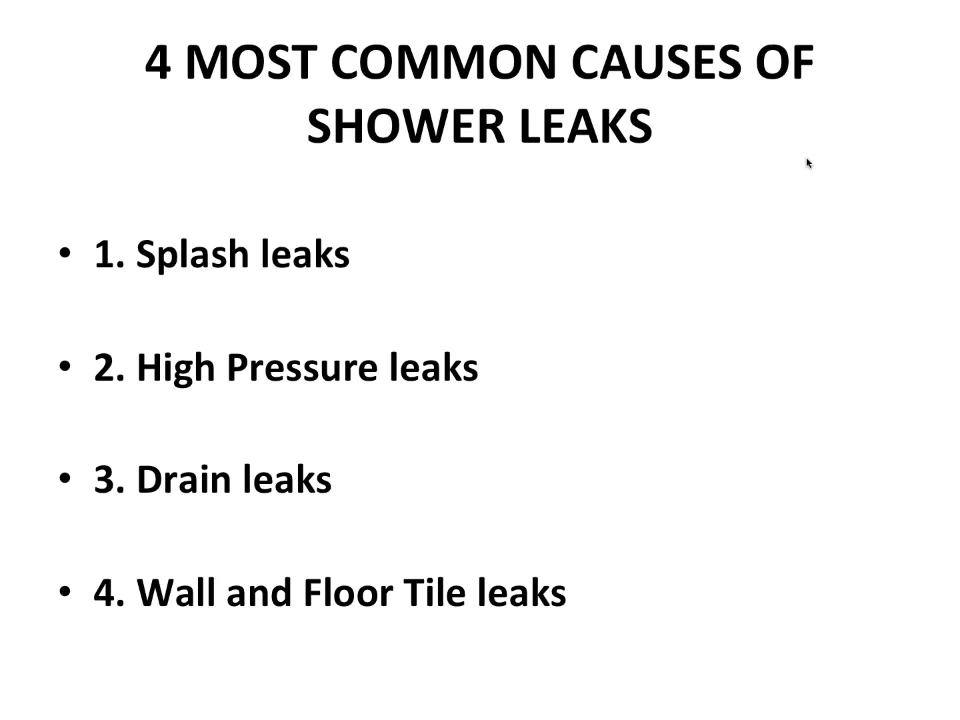 4 MOST COMMON CAUSES OF
SHOWER LEAKS
• 1. Splash leaks
• 2. High Pressure leaks
• 3. Drain leaks
• 4. Wall and Floor Tile leaks